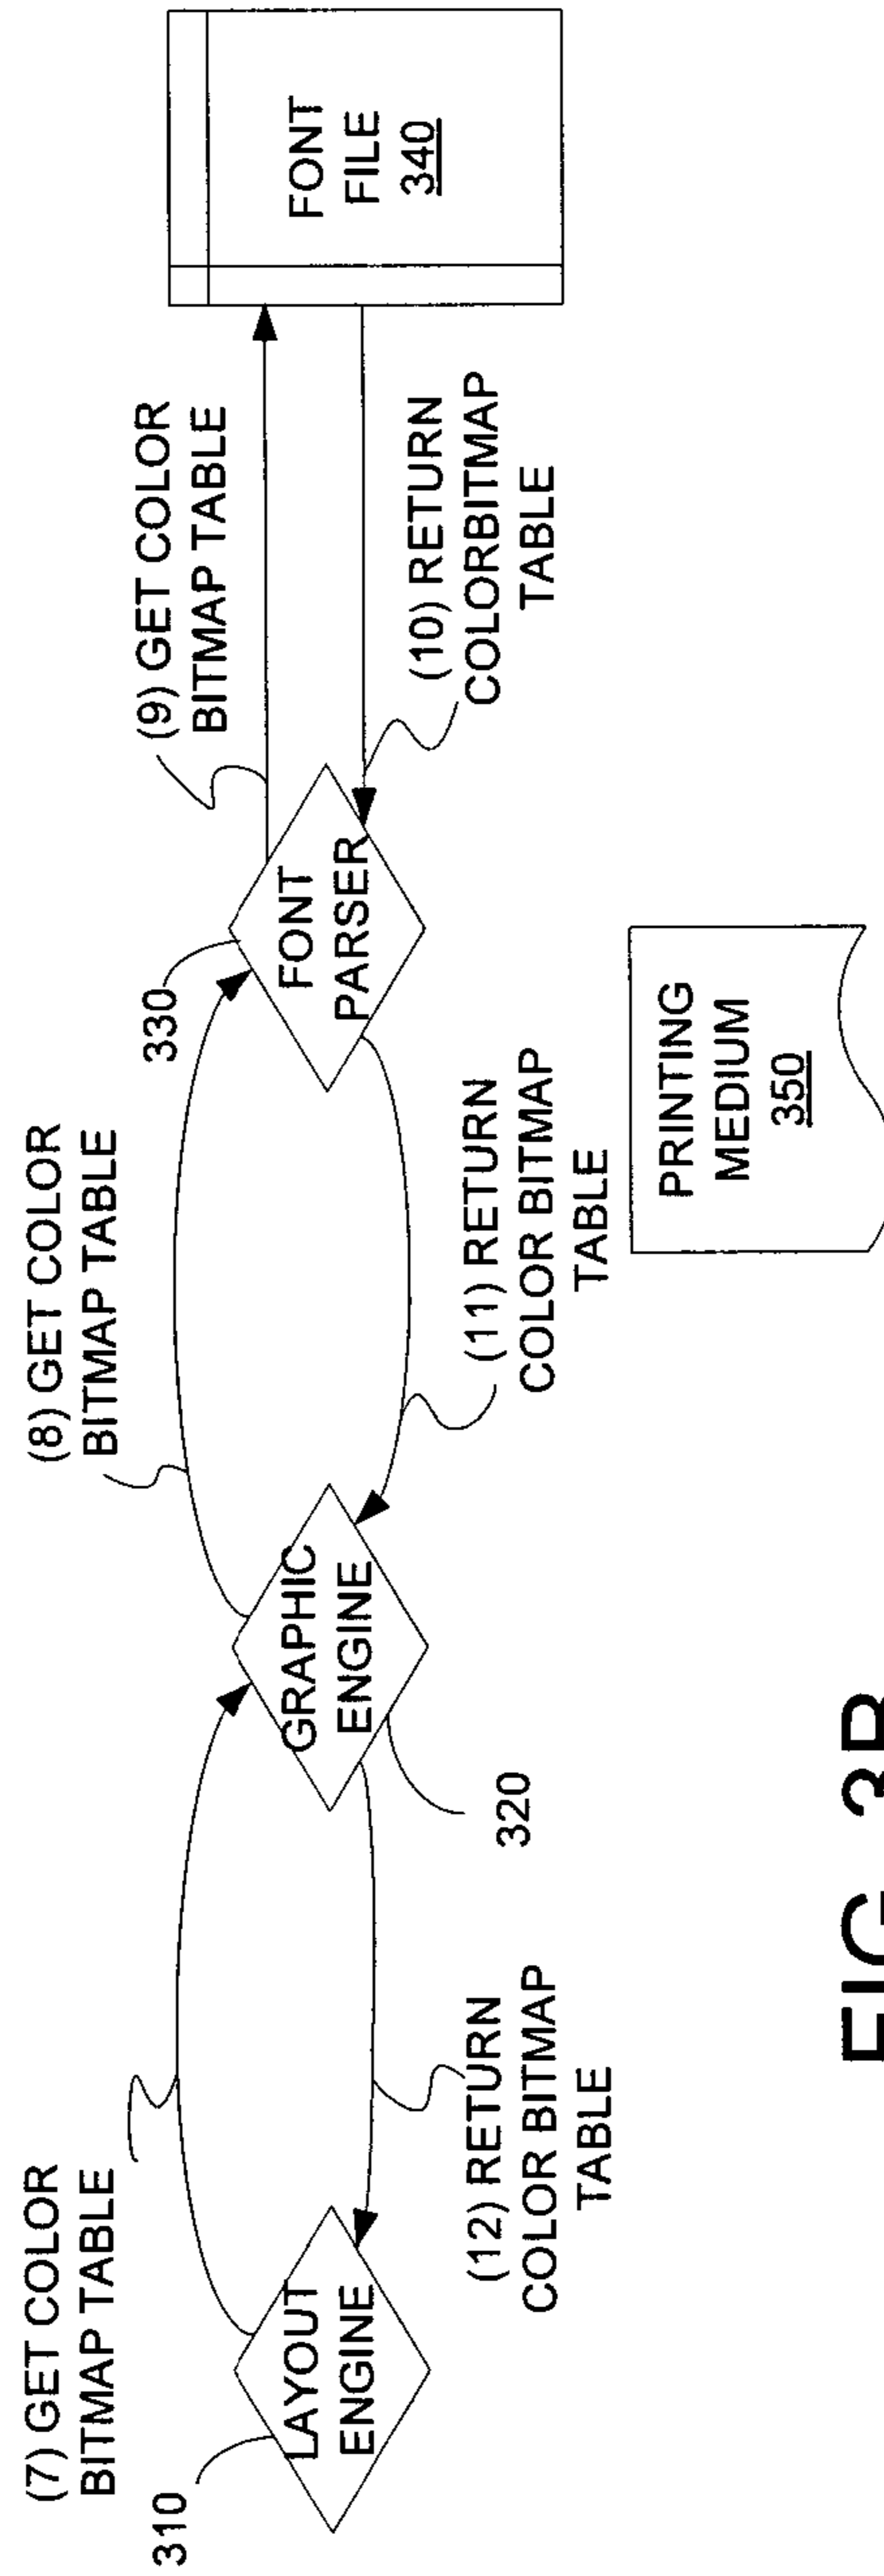 (7) GET COLOR
BITMAP TABLE
(8) GET COLOR
BITMAP TABLE
(9) GET COLOR
BITMAP TABLE
310
LAYOUT
ENGINE
GRAPHIC
ENGINE
320
330
FONT
PARSER
FONT
FILE
340
(12) RETURN
COLOR BITMAP
TABLE
(11) RETURN
COLOR BITMAP
TABLE
(10) RETURN
COLORBITMAP
TABLE
PRINTING
MEDIUM
350
FIG. 3B